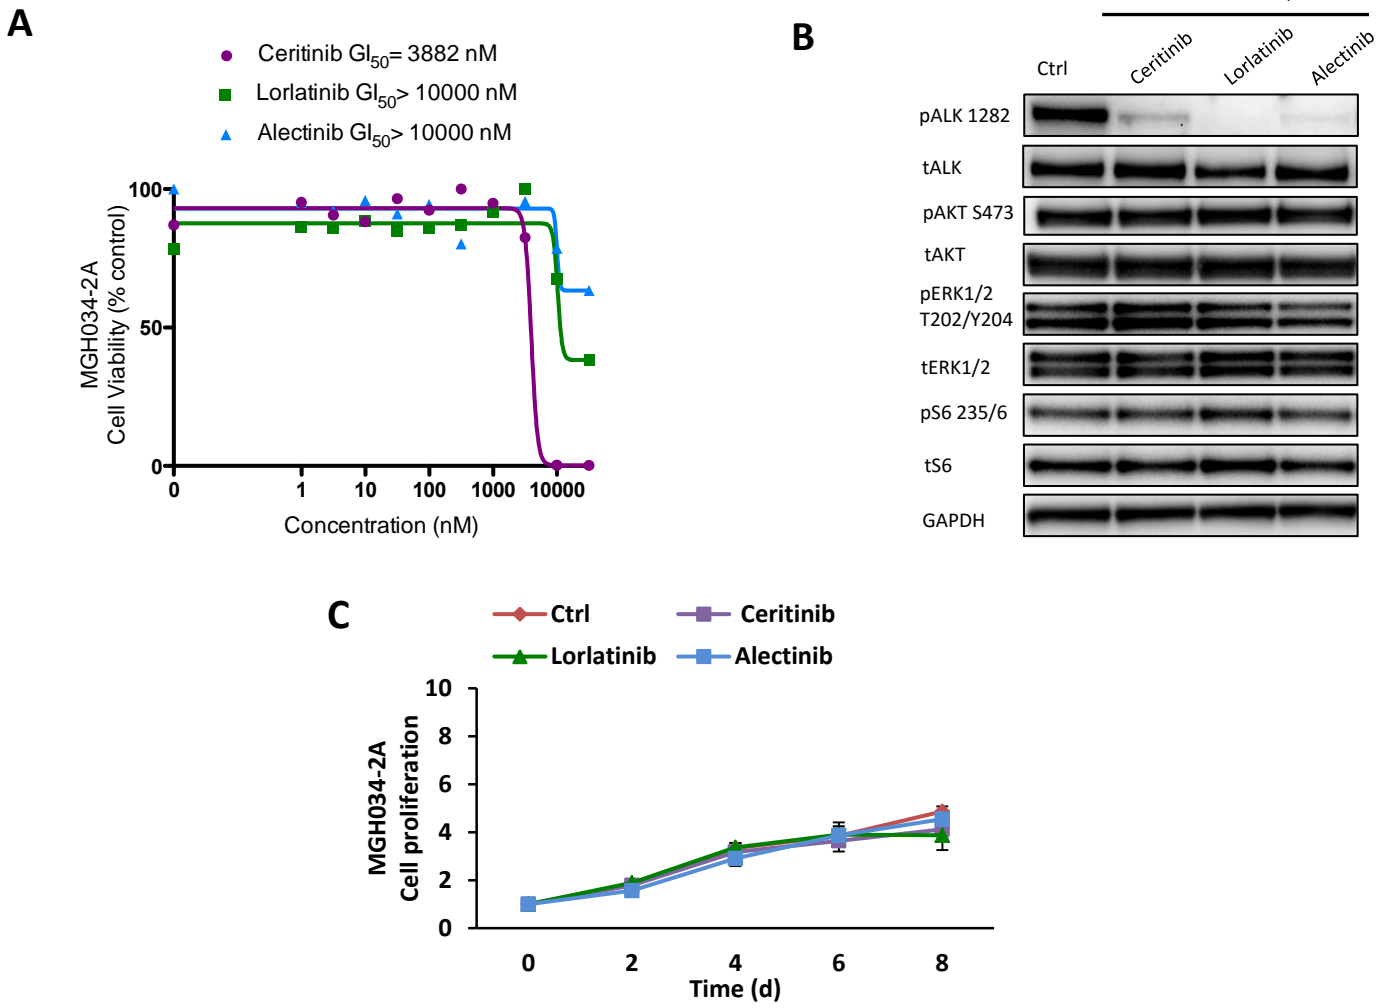 A
Ceritinib GI50= 3882 nM
Lorlatinib GI50> 10000 nM
Alectinib GI50> 10000 nM
MGH034-2A
Cell Viability (% control)
100
50
0
0 1 10 100 1000 10000
Concentration (nM)
B
Ctrl Ceritinib Lorlatinib Alectinib
pALK 1282
tALK
pAKT S473
tAKT
pERK1/2
T202/Y204
tERK1/2
pS6 235/6
tS6
GAPDH
C
Ctrl Ceritinib
Lorlatinib Alectinib
MGH034-2A
Cell proliferation
10
8
6
4
2
0
0 2 4 6 8
Time (d)